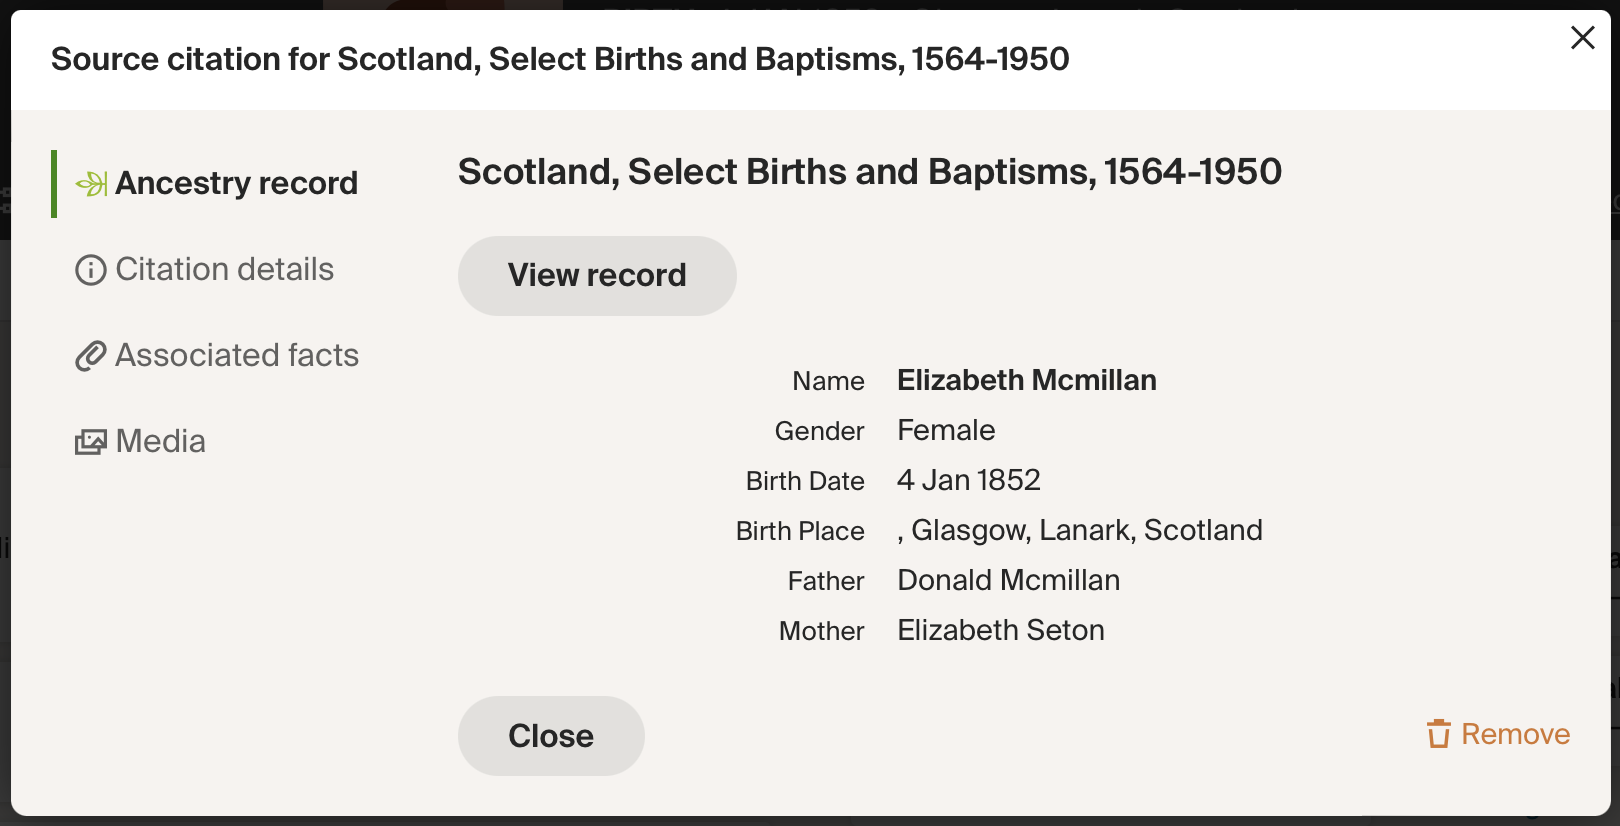 Source citation for Scotland, Select Births and Baptisms, 1564-1950
Ancestry record
Citation details
Associated facts
Media
Scotland, Select Births and Baptisms, 1564-1950
View record
Name Elizabeth Mcmillan
Gender Female
Birth Date 4 Jan 1852
Birth Place , Glasgow, Lanark, Scotland
Father Donald Mcmillan
Mother Elizabeth Seton
Close
Remove